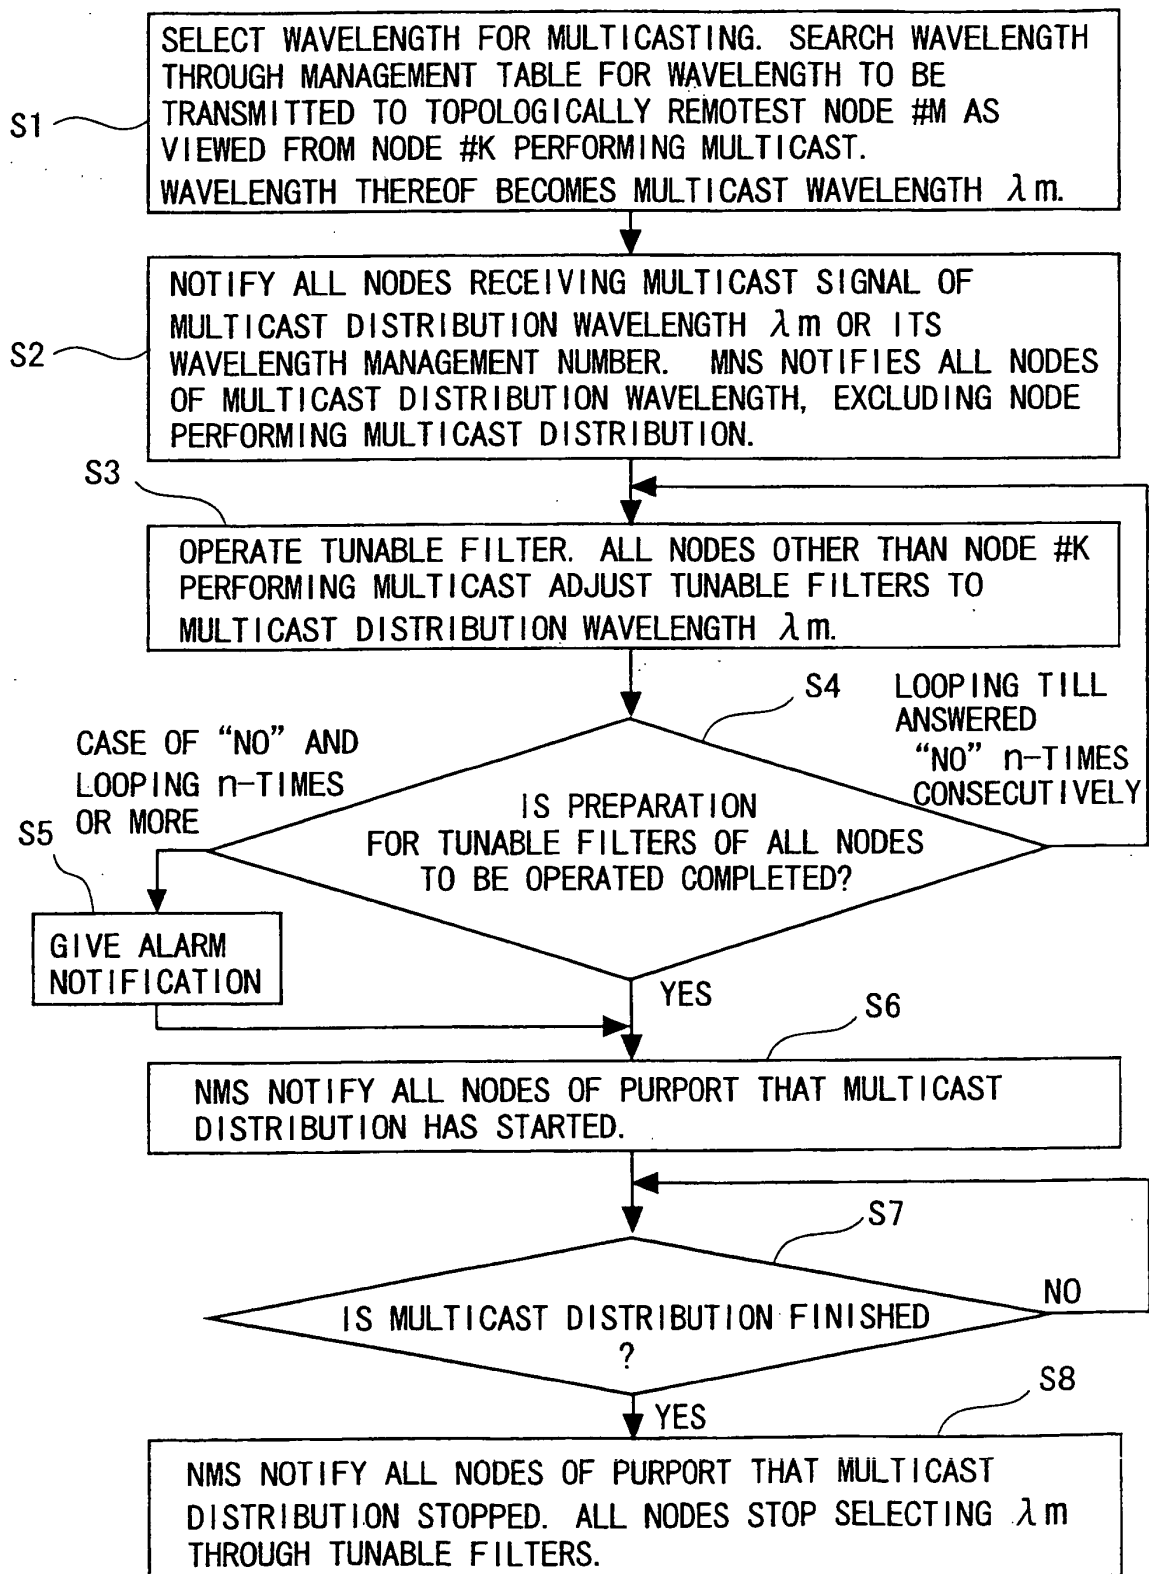 S1
SELECT WAVELENGTH FOR MULTICASTING. SEARCH WAVELENGTH
THROUGH MANAGEMENT TABLE FOR WAVELENGTH TO BE
TRANSMITTED TO TOPOLOGICALLY REMOTEST NODE #M AS
VIEWED FROM NODE #K PERFORMING MULTICAST.
WAVELENGTH THEREOF BECOMES MULTICAST WAVELENGTH λm.
S2
NOTIFY ALL NODES RECEIVING MULTICAST SIGNAL OF
MULTICAST DISTRIBUTION WAVELENGTH λm OR ITS
WAVELENGTH MANAGEMENT NUMBER. MNS NOTIFIES ALL NODES
OF MULTICAST DISTRIBUTION WAVELENGTH, EXCLUDING NODE
PERFORMING MULTICAST DISTRIBUTION.
S3
OPERATE TUNABLE FILTER. ALL NODES OTHER THAN NODE #K
PERFORMING MULTICAST ADJUST TUNABLE FILTERS TO
MULTICAST DISTRIBUTION WAVELENGTH λm.
S4
LOOPING TILL
ANSWERED
"NO" n-TIMES
CONSECUTIVELY
CASE OF "NO" AND
LOOPING n-TIMES
OR MORE
IS PREPARATION
FOR TUNABLE FILTERS OF ALL NODES
TO BE OPERATED COMPLETED?
S5
GIVE ALARM
NOTIFICATION
YES
S6
NMS NOTIFY ALL NODES OF PURPORT THAT MULTICAST
DISTRIBUTION HAS STARTED.
S7
IS MULTICAST DISTRIBUTION FINISHED
?
NO
YES
S8
NMS NOTIFY ALL NODES OF PURPORT THAT MULTICAST
DISTRIBUTION STOPPED. ALL NODES STOP SELECTING λm
THROUGH TUNABLE FILTERS.